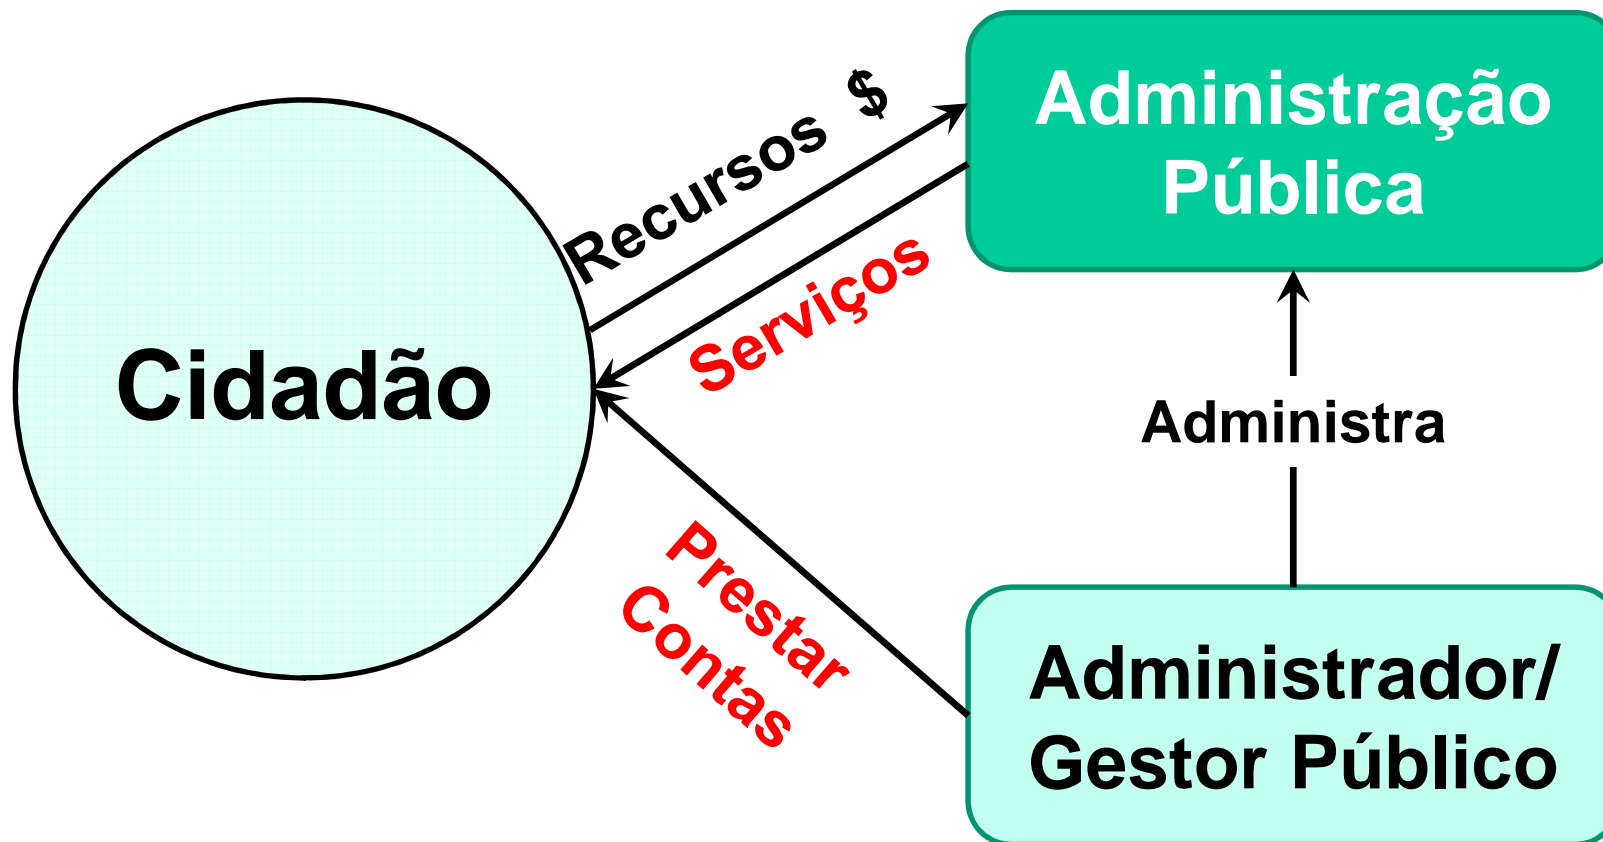 Administração
Pública
Recursos $
Serviços
Cidadão
Administra
Prestar
Contas
Administrador/
Gestor Público